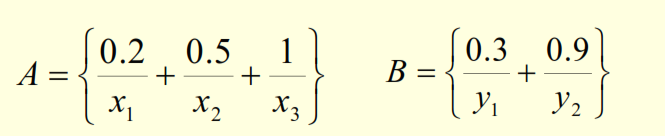 A = { 0.2/x₁ + 0.5/x₂ + 1/x₃ }    B = { 0.3/y₁ + 0.9/y₂ }